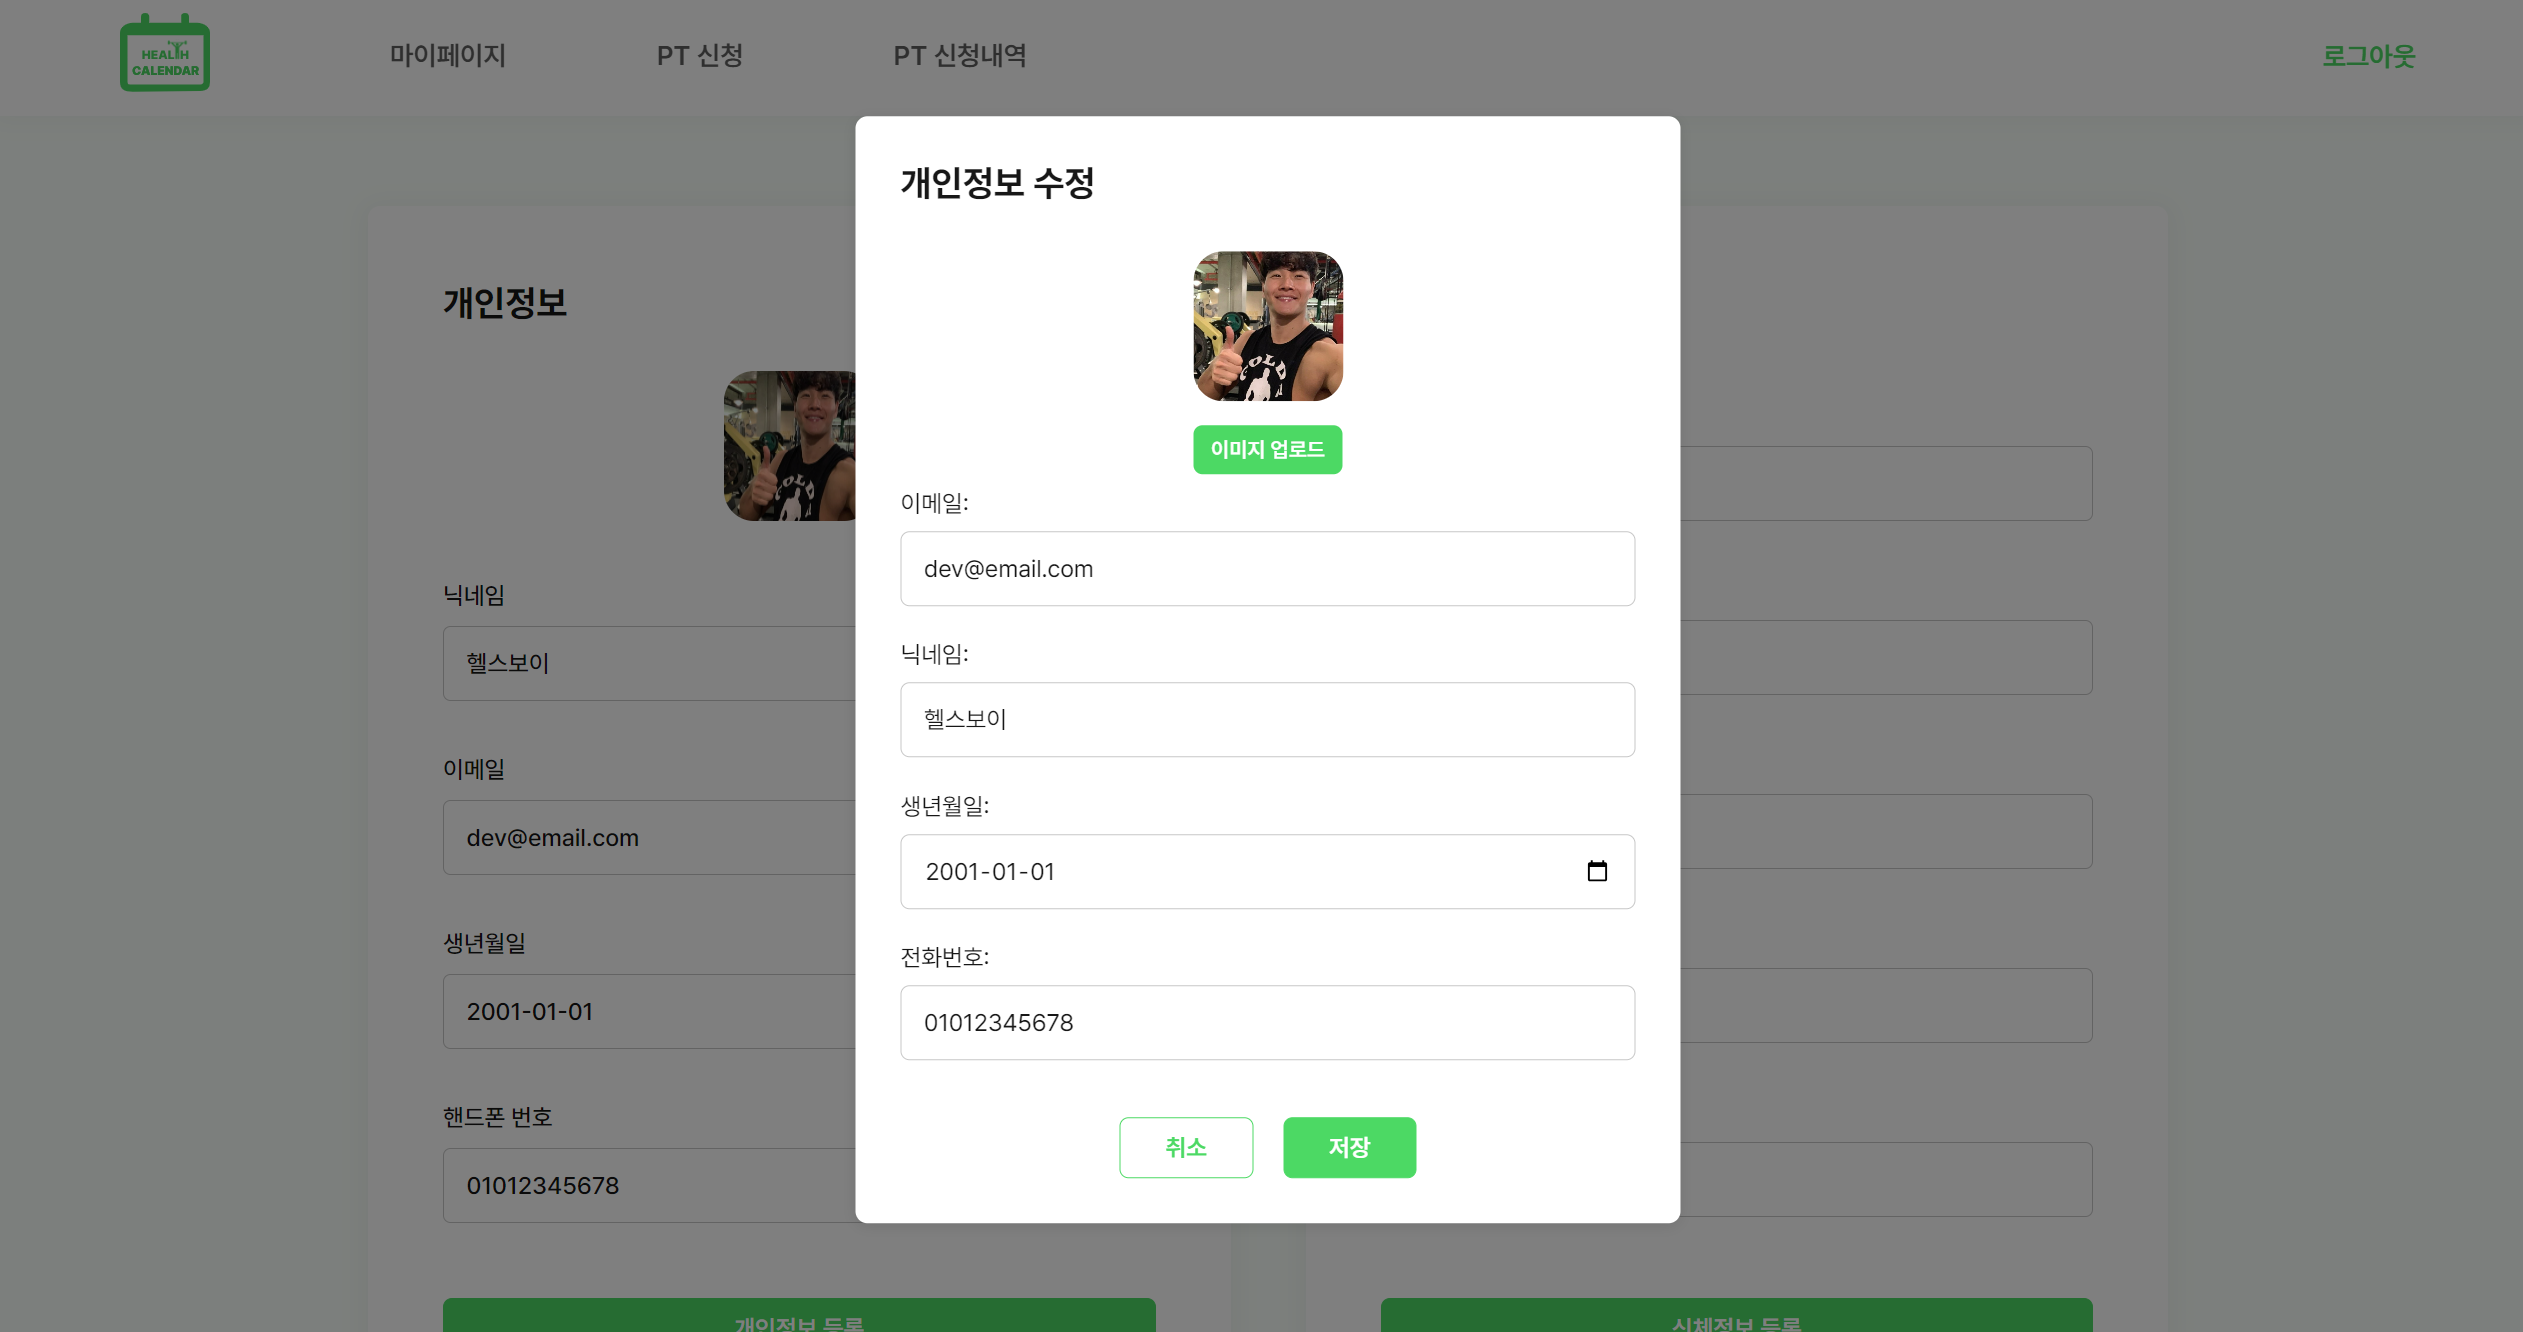 HEALTH
CALENDAR
마이페이지
PT 신청
PT 신청내역
로그아웃
개인정보 수정
이미지 업로드
이메일:
dev@email.com
닉네임:
헬스보이
생년월일:
2001-01-01
전화번호:
01012345678
취소
저장
개인정보
닉네임
헬스보이
이메일
dev@email.com
생년월일
2001-01-01
핸드폰 번호
01012345678
개인정보 등록
신체정보 등록